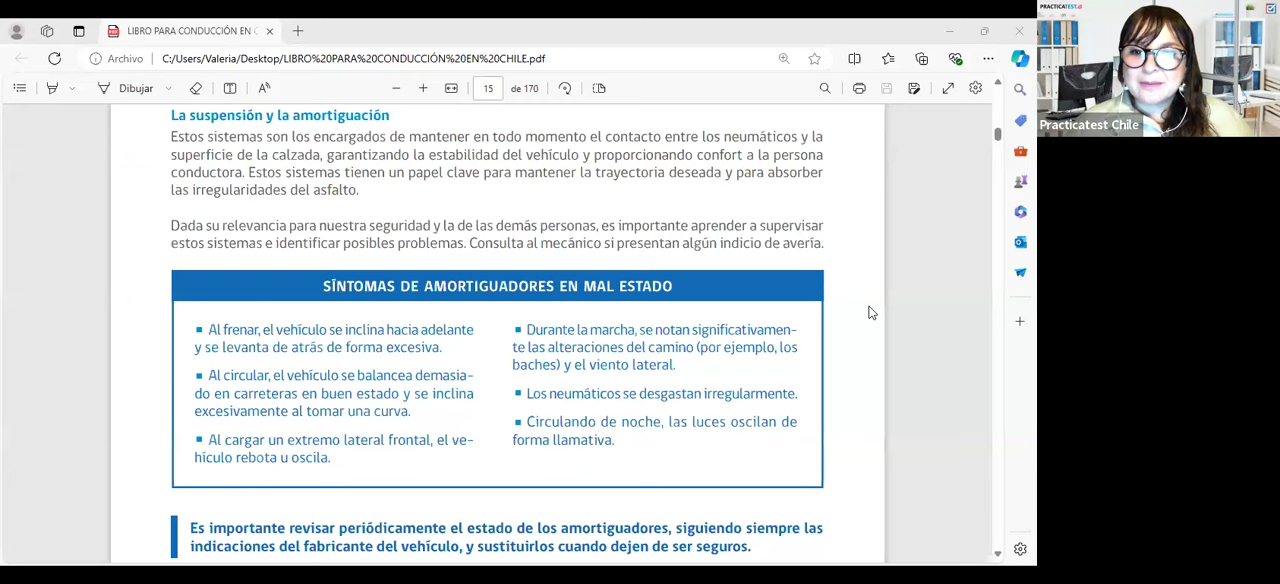 LIBRO PARA CONDUCCIÓN EN C
Archivo
C:/Users/Valeria/Desktop/LIBRO%20PARA%20CONDUCCIÓN%20EN%20CHILE.pdf
Dibujar
15
de 170
PRACTICATEST.cl
Practicatest Chile
La suspensión y la amortiguación
Estos sistemas son los encargados de mantener en todo momento el contacto entre los neumáticos y la
superficie de la calzada, garantizando la estabilidad del vehículo y proporcionando confort a la persona
conductora. Estos sistemas tienen un papel clave para mantener la trayectoria deseada y para absorber
las irregularidades del asfalto.
Dada su relevancia para nuestra seguridad y la de las demás personas, es importante aprender a supervisar
estos sistemas e identificar posibles problemas. Consulta al mecánico si presentan algún indicio de avería.
SÍNTOMAS DE AMORTIGUADORES EN MAL ESTADO
▪ Al frenar, el vehículo se inclina hacia adelante
y se levanta de atrás de forma excesiva.
▪ Al circular, el vehículo se balancea demasia-
do en carreteras en buen estado y se inclina
excesivamente al tomar una curva.
▪ Al cargar un extremo lateral frontal, el ve-
hículo rebota u oscila.
▪ Durante la marcha, se notan significativamen-
te las alteraciones del camino (por ejemplo, los
baches) y el viento lateral.
▪ Los neumáticos se desgastan irregularmente.
▪ Circulando de noche, las luces oscilan de
forma llamativa.
Es importante revisar periódicamente el estado de los amortiguadores, siguiendo siempre las
indicaciones del fabricante del vehículo, y sustituirlos cuando dejen de ser seguros.